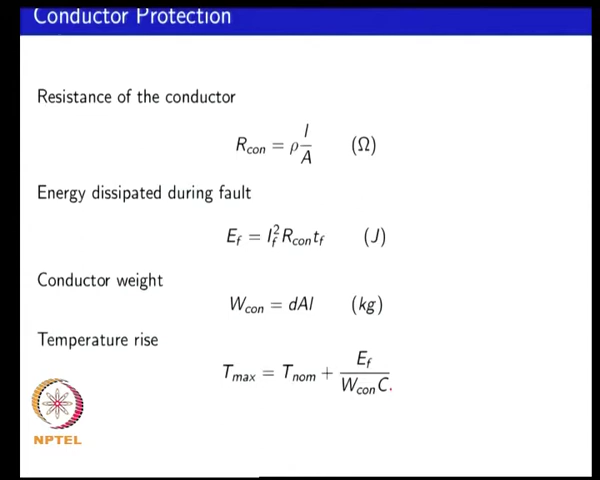 Conductor Protection
Resistance of the conductor
R_con = ρ l/A (Ω)
Energy dissipated during fault
E_f = I_f^2 R_con t_f (J)
Conductor weight
W_con = dAl (kg)
Temperature rise
T_max = T_nom + E_f/(W_con C).
NPTEL